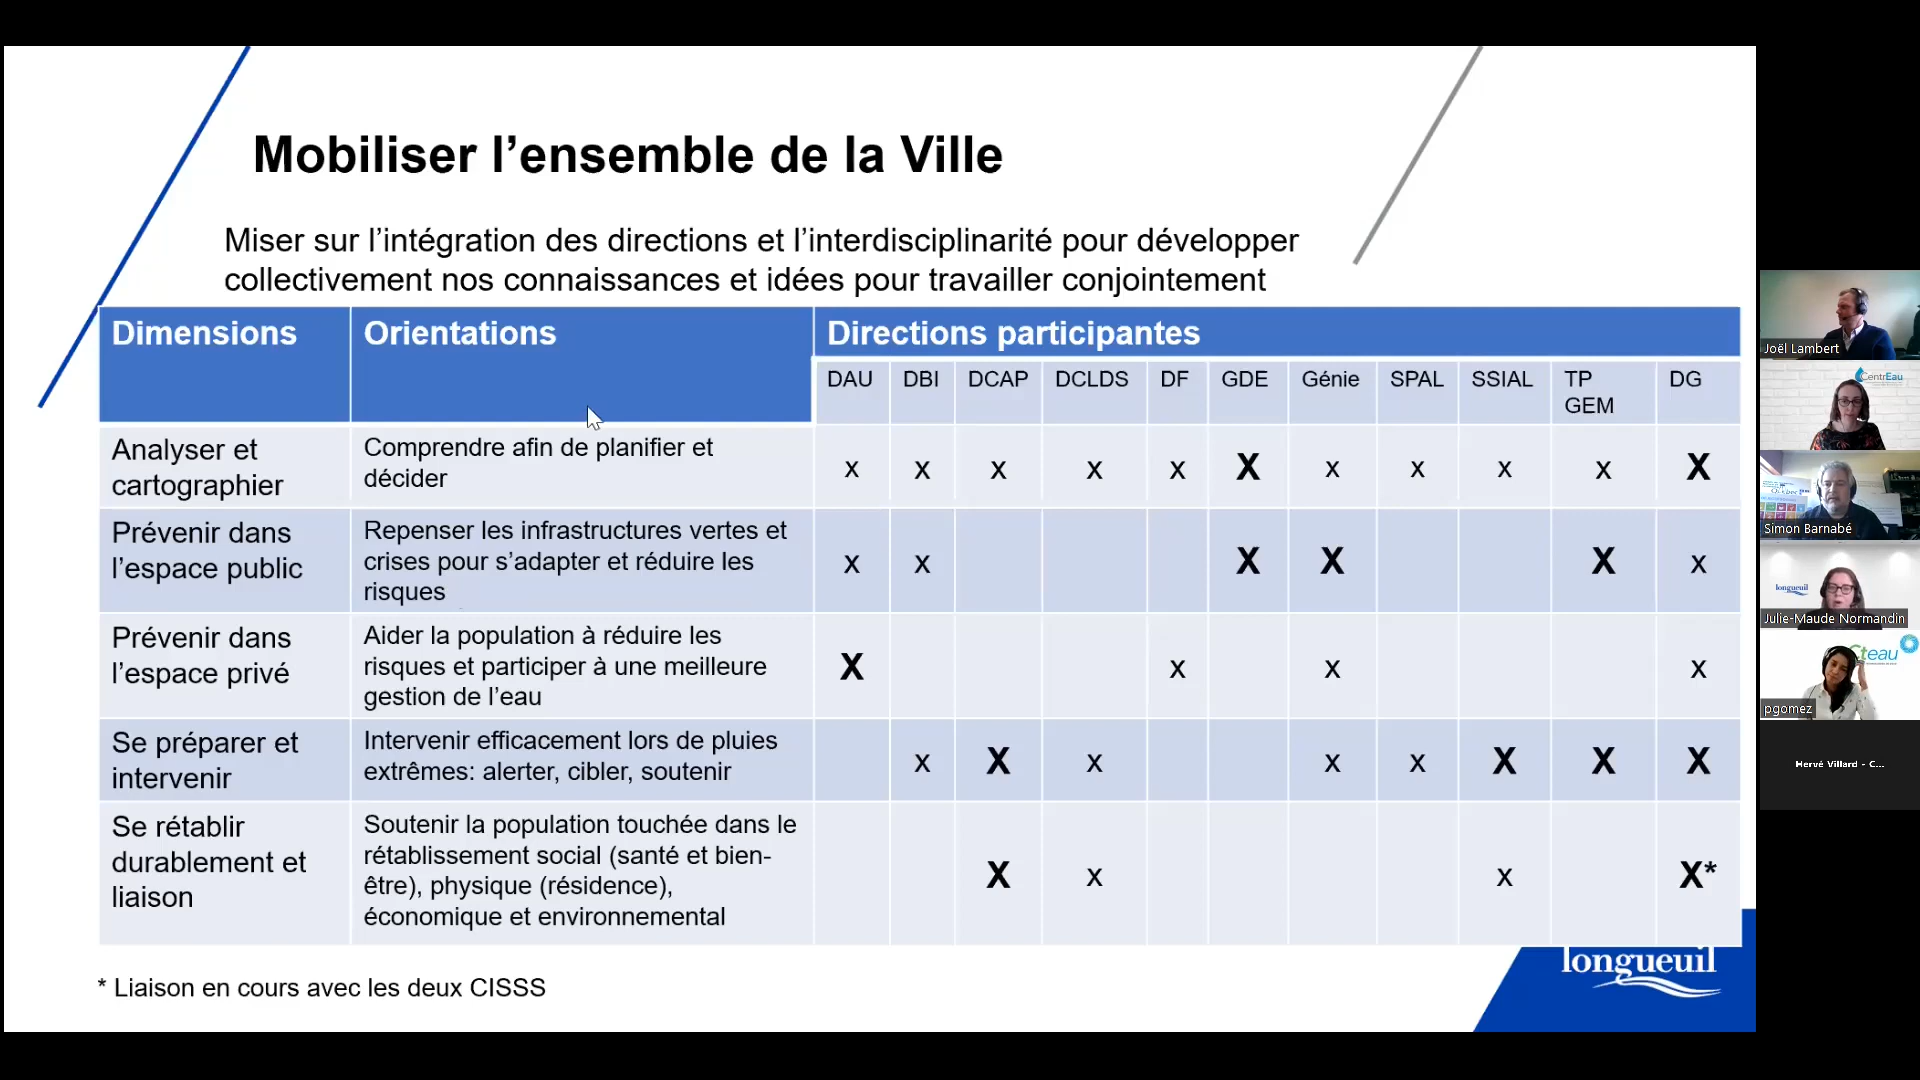 Mobiliser l’ensemble de la Ville
Miser sur l’intégration des directions et l’interdisciplinarité pour développer
collectivement nos connaissances et idées pour travailler conjointement
Dimensions
Orientations
Directions participantes
DAU
DBI
DCAP
DCLDS
DF
GDE
Génie
SPAL
SSIAL
TP
GEM
DG
Analyser et
cartographier
Comprendre afin de planifier et
décider
x x x x x X x x x x X
Prévenir dans
l’espace public
Repenser les infrastructures vertes et
crises pour s’adapter et réduire les
risques
x x X X X x
Prévenir dans
l’espace privé
Aider la population à réduire les
risques et participer à une meilleure
gestion de l’eau
X x x x
Se préparer et
intervenir
Intervenir efficacement lors de pluies
extrêmes: alerter, cibler, soutenir
x X x x x X X X
Se rétablir
durablement et
liaison
Soutenir la population touchée dans le
rétablissement social (santé et bien-
être), physique (résidence),
économique et environnemental
X x x X*
* Liaison en cours avec les deux CISSS
longueuil
Joël Lambert
CentrEau
Simon Barnabé
longueuil
Julie-Maude Normandin
cteau
pgomez
Hervé Villard - C...